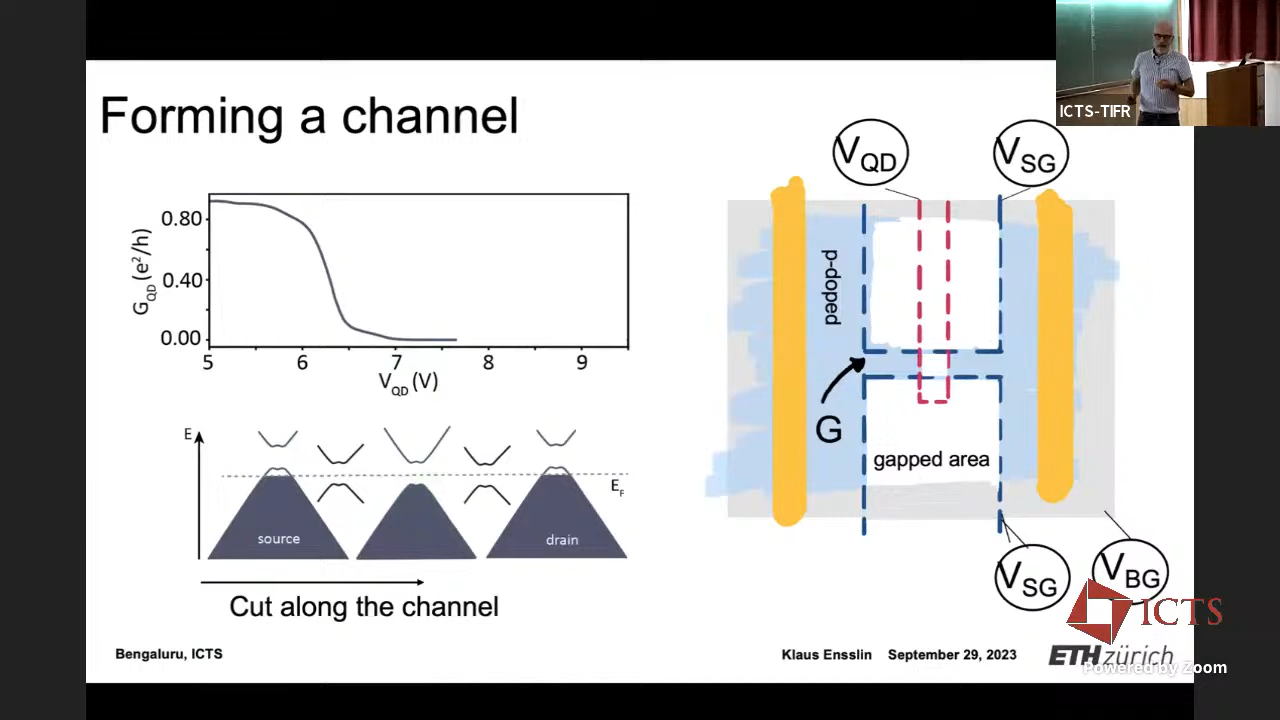 Forming a channel
ICTS-TIFR
G_QD (e²/h)
0.80
0.40
0.00
5 6 7 8 9
V_QD (V)
E
E_F
source
drain
Cut along the channel
V_QD
V_SG
p-doped
G
gapped area
V_SG
V_BG
ICTS
Bengaluru, ICTS
Klaus Ensslin September 29, 2023
ETH zürich
Powered by Zoom